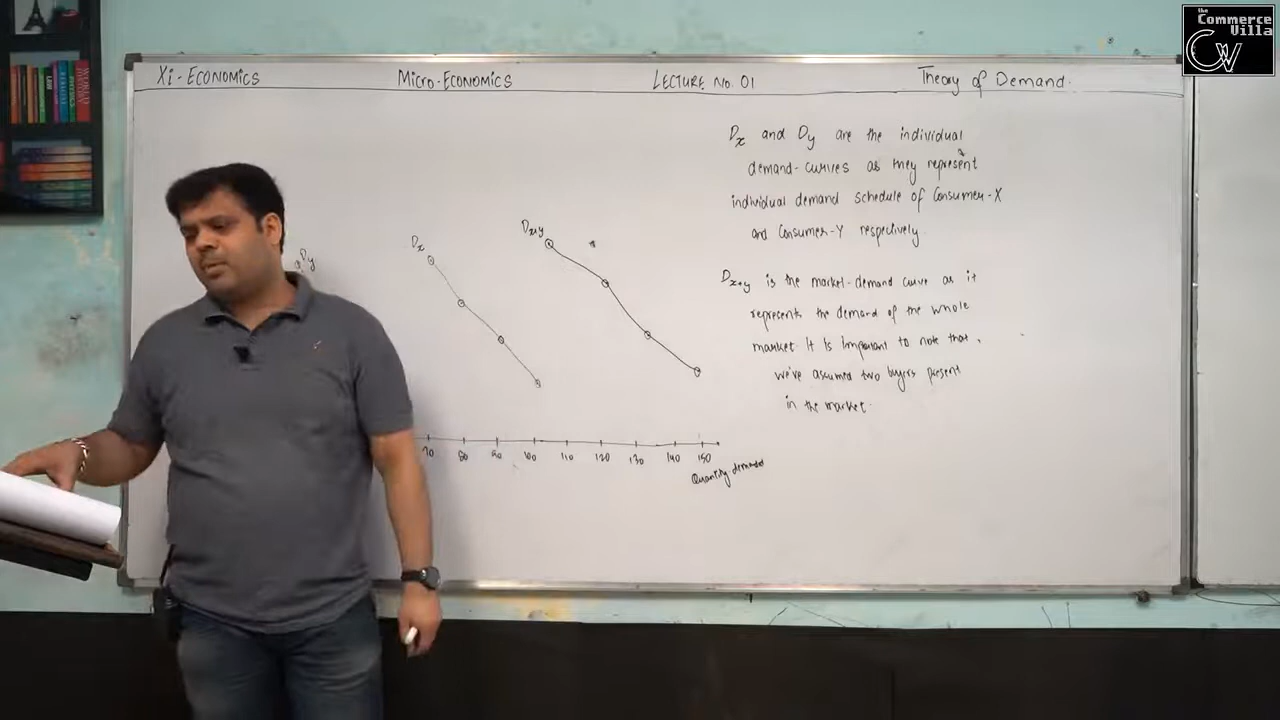 the
Commerce
Villa
CV
XI-ECONOMICS MICRO-ECONOMICS LECTURE NO. 01 Theory of Demand.
Dx and Dy are the individual
demand-curves as they represent
individual demand schedule of Consumer-X
and Consumer-Y respectively.
Dx+y is the market-demand curve as it
represents the demand of the whole
market. It is important to note that,
we've assumed two buyers present
in the market.
Dx+y
Dx
Dy
70 80 90 100 110 120 130 140 150
Quantity demanded